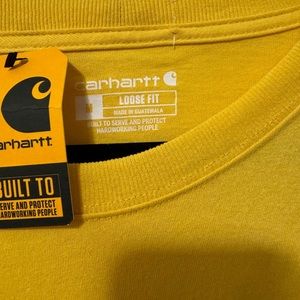 carhartt
M
LOOSE FIT
MADE IN GUATEMALA
BUILT TO SERVE AND PROTECT
HARDWORKING PEOPLE
arhartt
BUILT TO
SERVE AND PROTECT
HARDWORKING PEOPLE